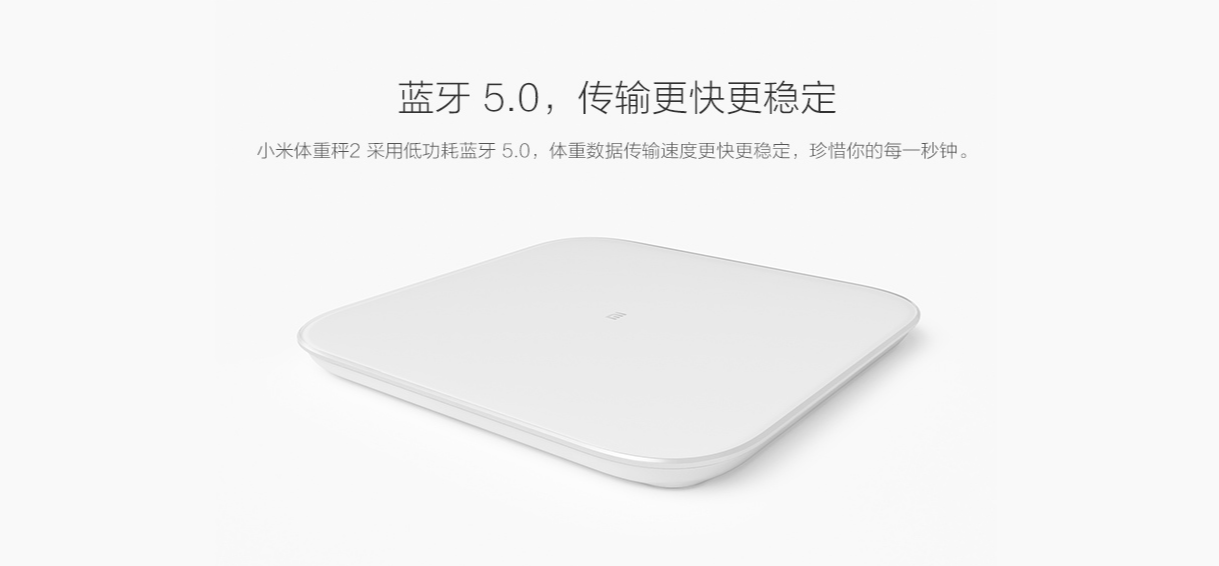 蓝牙 5.0，传输更快更稳定
小米体重秤2 采用低功耗蓝牙 5.0，体重数据传输速度更快更稳定，珍惜你的每一秒钟。